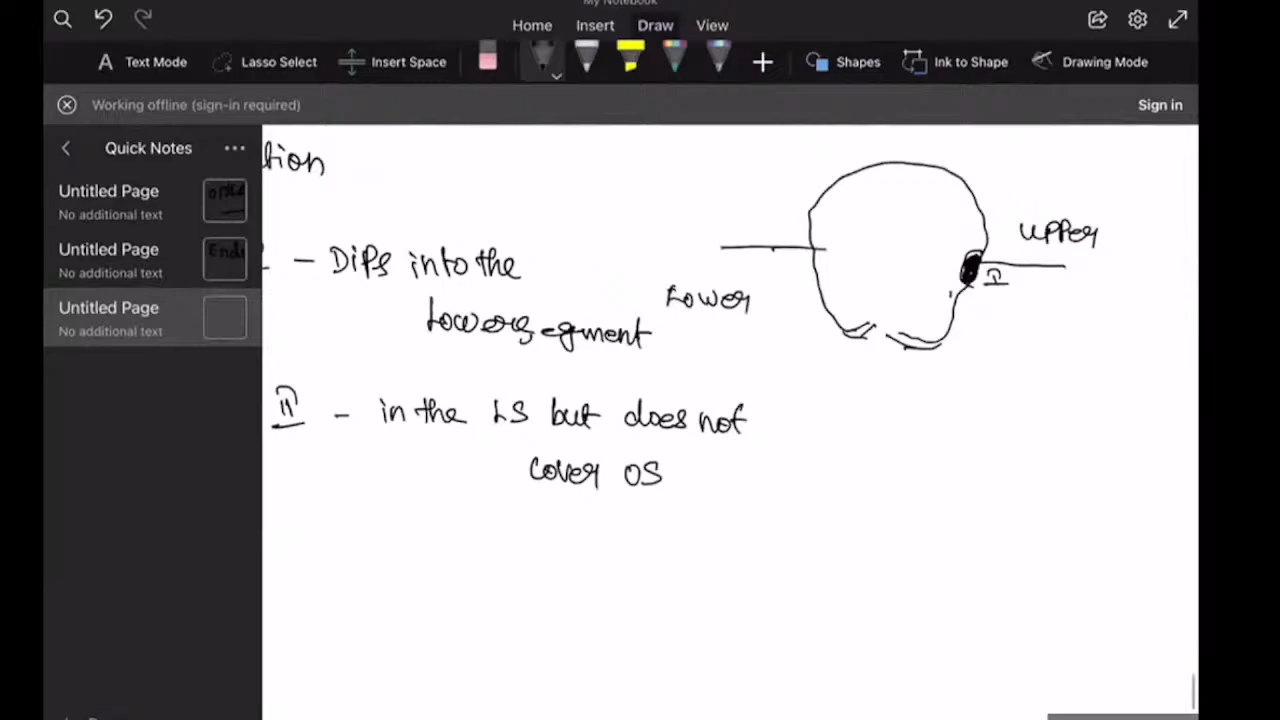 My Notebook
Home Insert Draw View
Text Mode Lasso Select Insert Space Shapes Ink to Shape Drawing Mode
Working offline (sign-in required) Sign in
Quick Notes
Untitled Page
No additional text
Untitled Page
No additional text
Untitled Page
No additional text
tion
- Dips into the
Lower segment
II - in the LS but does not
cover OS
Upper
I
Lower